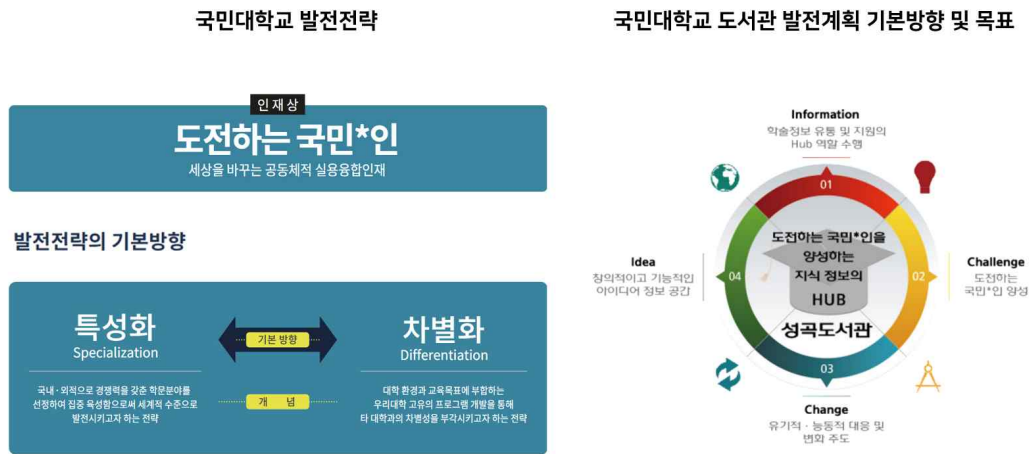 국민대학교 발전전략
인재상
도전하는 국민*인
세상을 바꾸는 공동체적 실용융합인재
발전전략의 기본방향
특성화
Specialization
국내·외적으로 경쟁력을 갖춘 학문분야를
선정하여 집중 육성함으로써 세계적 수준으로
발전시키고자 하는 전략
기본 방향
개 념
차별화
Differentiation
대학 환경과 교육목표에 부합하는
우리대학 고유의 프로그램 개발을 통해
타 대학과의 차별성을 부각시키고자 하는 전략
국민대학교 도서관 발전계획 기본방향 및 목표
Information
학술정보 유통 및 지원의
Hub 역할 수행
01
Challenge
도전하는
국민*인 양성
02
03
Change
유기적·능동적 대응 및
변화 주도
Idea
창의적이고 기능적인
아이디어 정보 공간
04
도전하는 국민*인을
양성하는
지식 정보의
HUB
성곡도서관